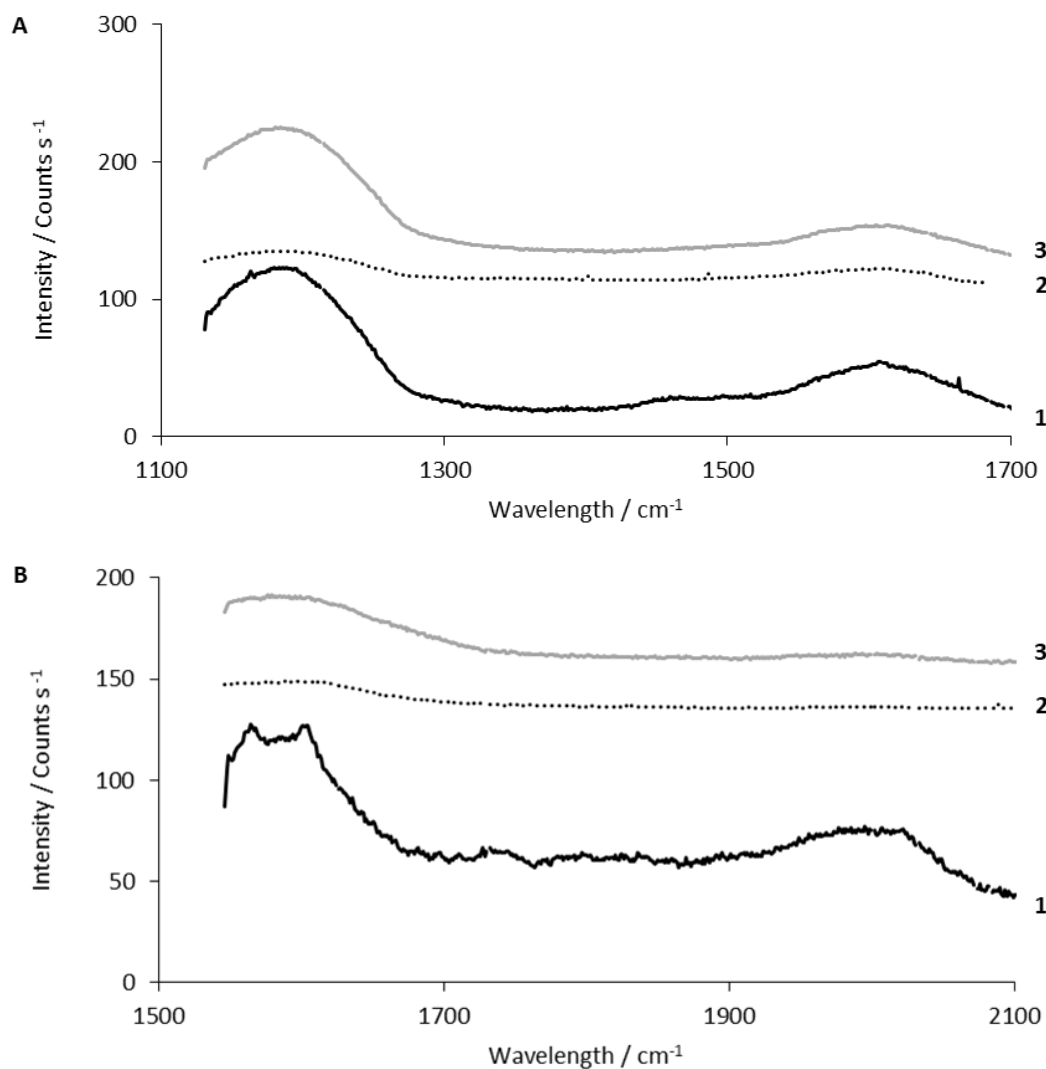 A
300
200
100
0
Intensity / Counts s⁻¹
3
2
1
1100 1300 1500 1700
Wavelength / cm⁻¹
B
200
150
100
50
0
Intensity / Counts s⁻¹
3
2
1
1500 1700 1900 2100
Wavelength / cm⁻¹